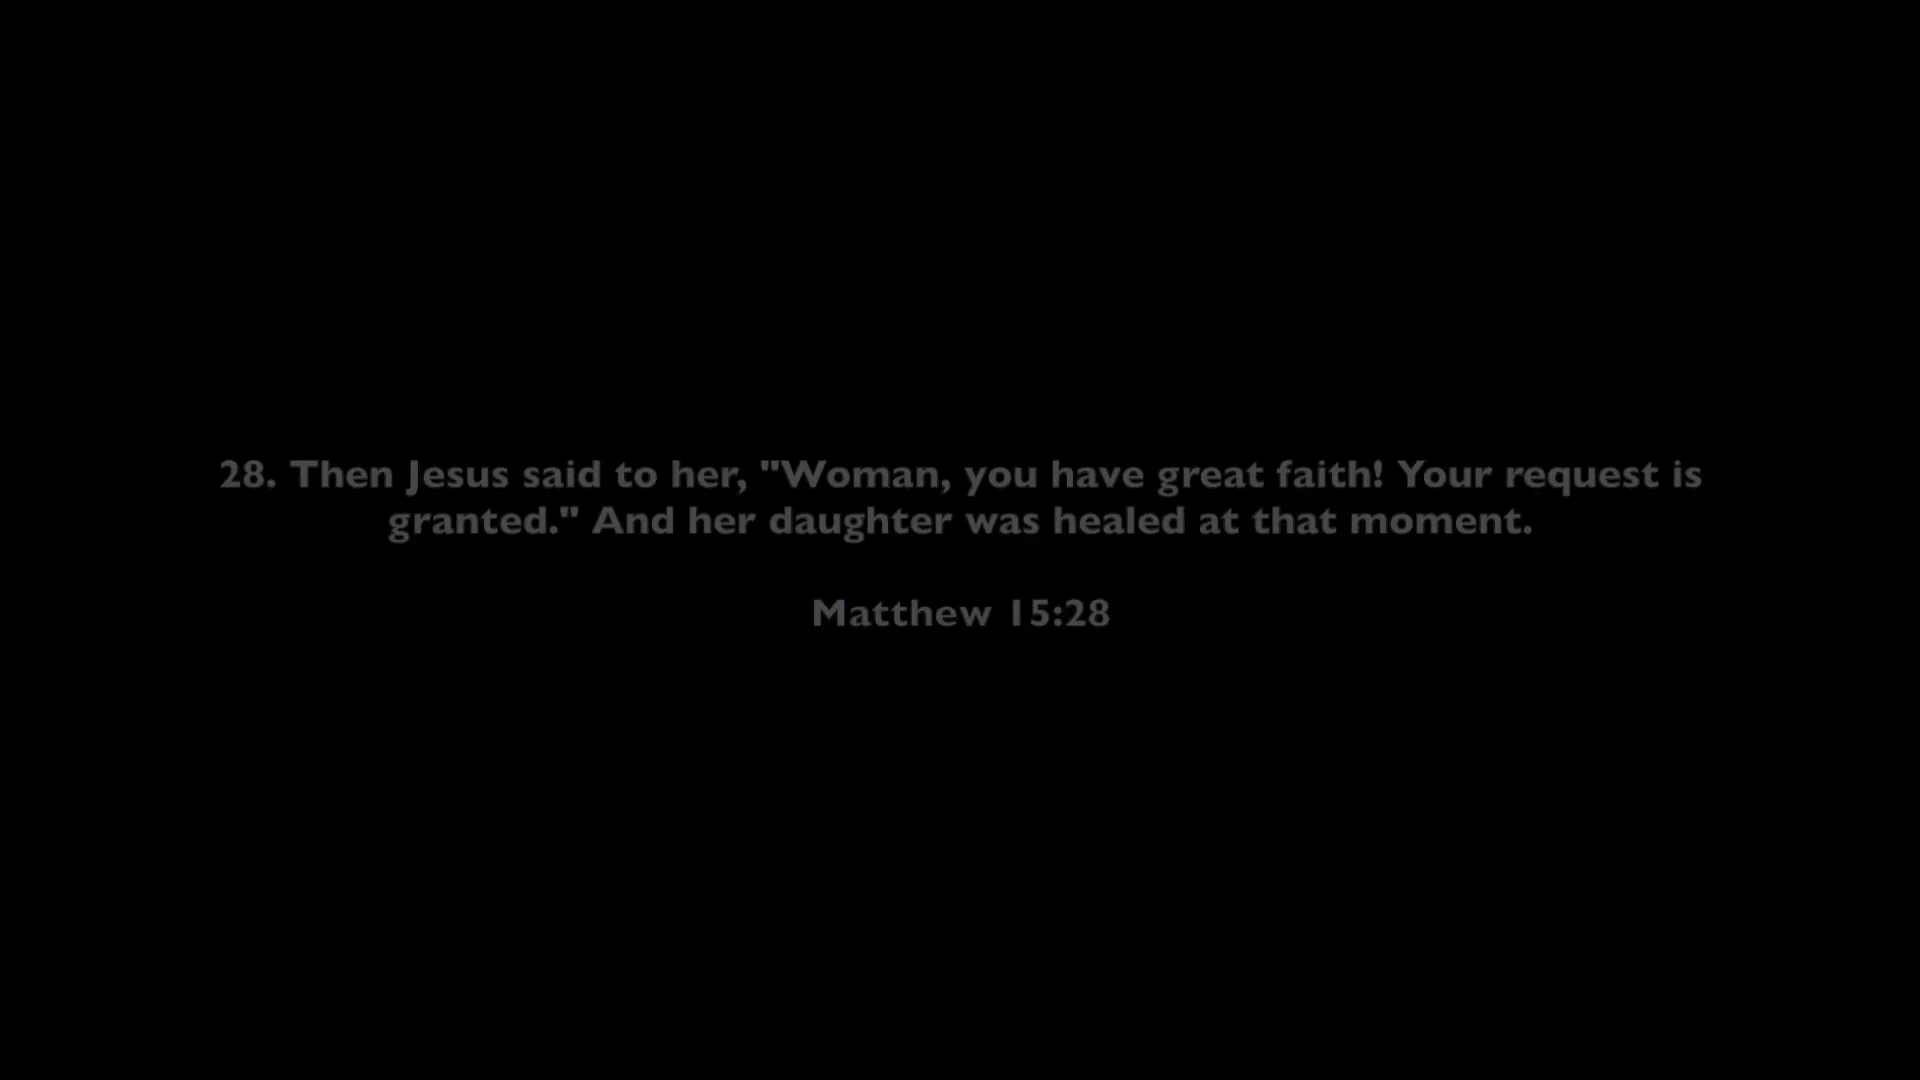 28. Then Jesus said to her, "Woman, you have great faith! Your request is
granted." And her daughter was healed at that moment.
Matthew 15:28